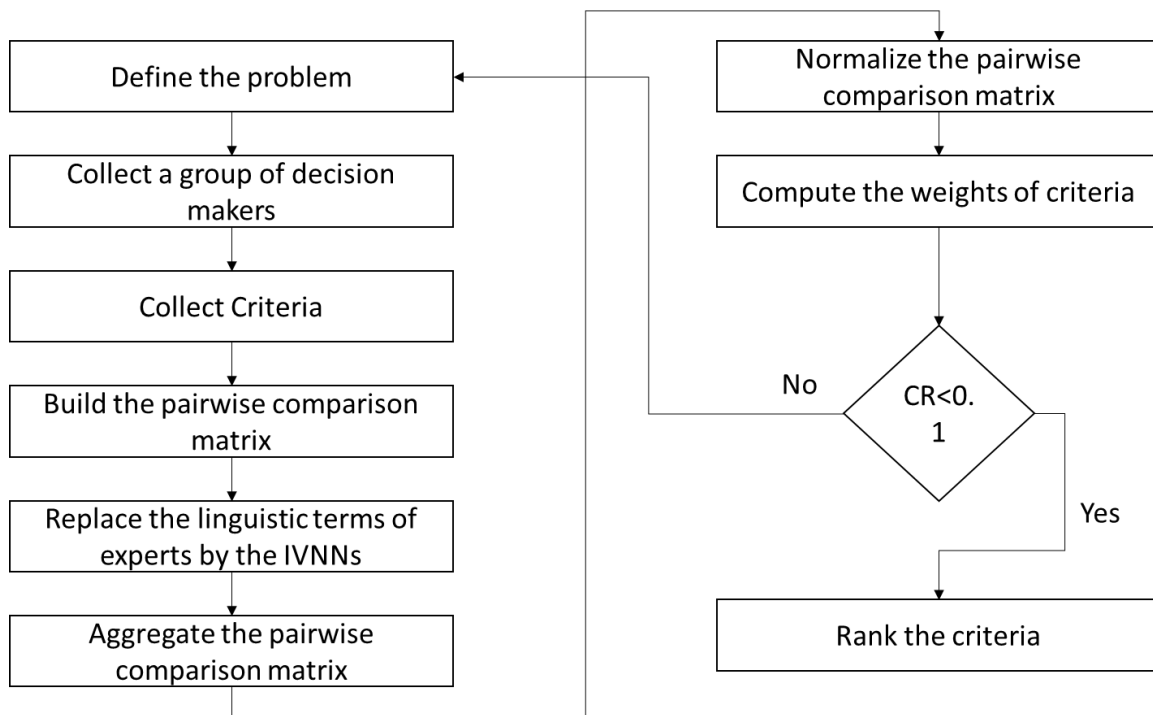 Define the problem
Collect a group of decision
makers
Collect Criteria
Build the pairwise comparison
matrix
Replace the linguistic terms of
experts by the IVNNs
Aggregate the pairwise
comparison matrix
Normalize the pairwise
comparison matrix
Compute the weights of criteria
No
CR<0.
1
Yes
Rank the criteria